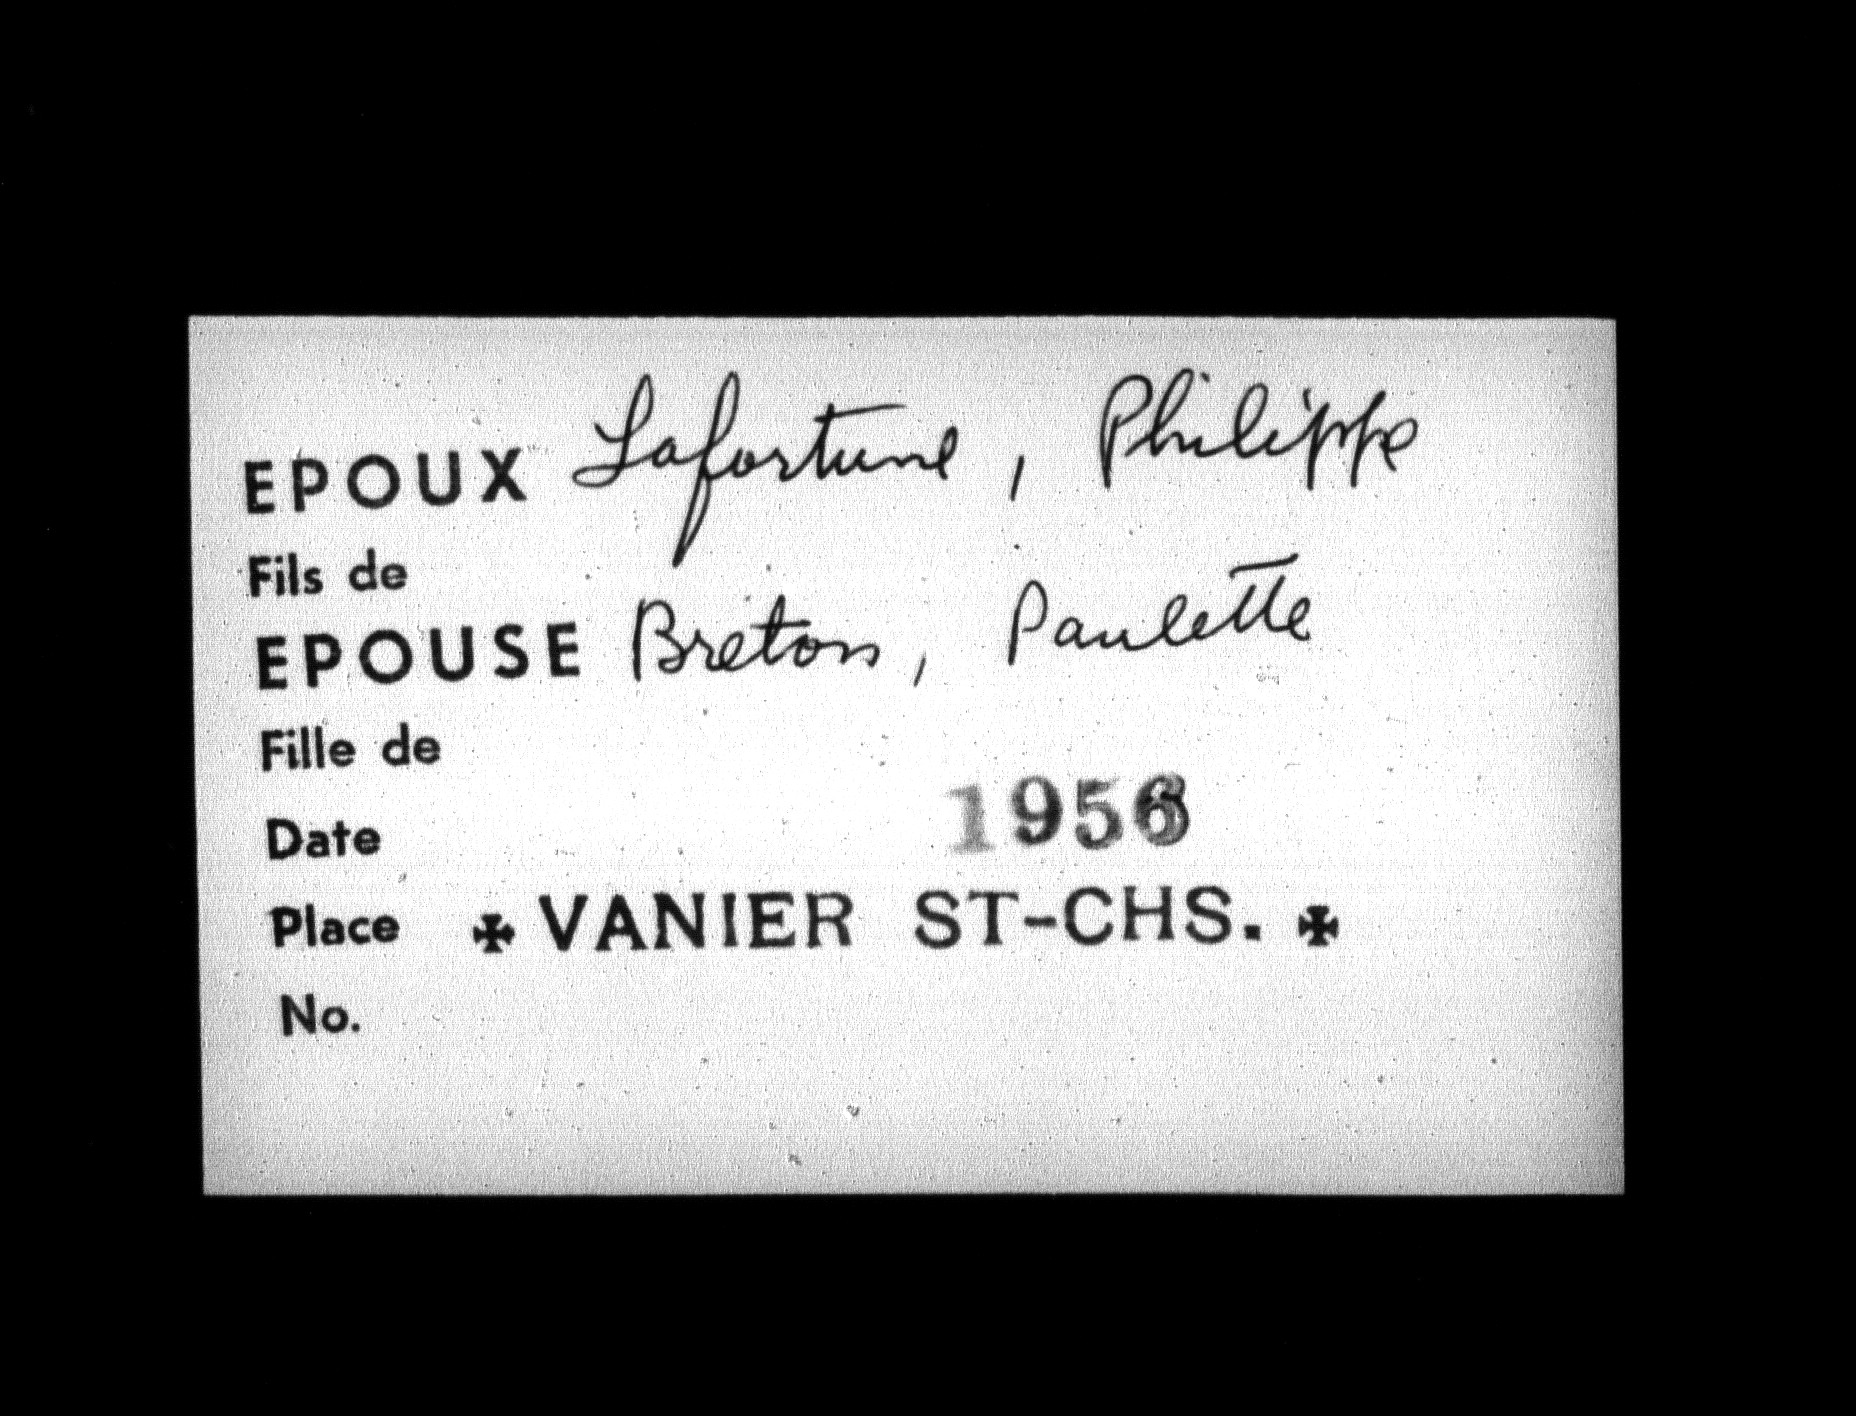 EPOUX Lafortune, Philippe
Fils de
EPOUSE Breton, Paulette
Fille de
Date 1956
Place ✠ VANIER ST-CHS. ✠
No.